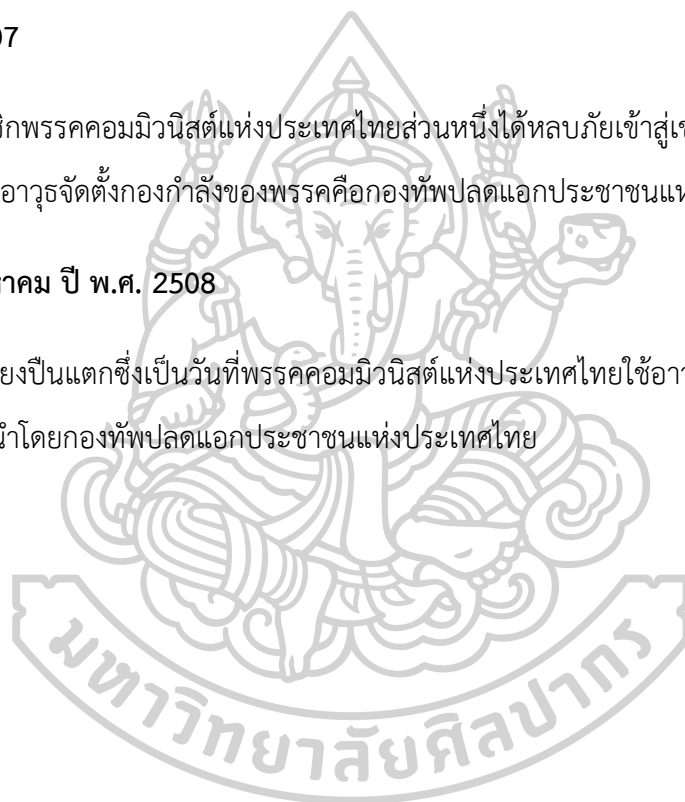 07
ชิกพรรคคอมมิวนิสต์แห่งประเทศไทยส่วนหนึ่งได้หลบภัยเข้าสู่เข
อาวุธจัดตั้งกองกำลังของพรรคคือกองทัพปลดแอกประชาชนแห
าคม ปี พ.ศ. 2508
ยงปืนแตกซึ่งเป็นวันที่พรรคคอมมิวนิสต์แห่งประเทศไทยใช้อาว
นำโดยกองทัพปลดแอกประชาชนแห่งประเทศไทย
มหาวิทยาลัยศิลปากร